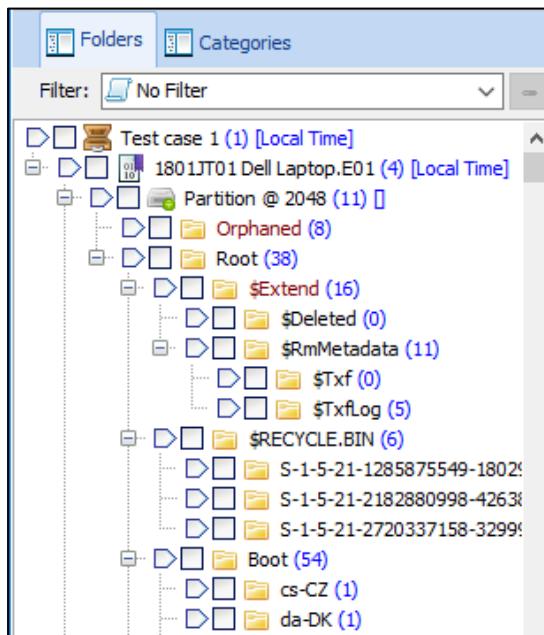 Folders Categories
Filter: No Filter
Test case 1 (1) [Local Time]
1801JT01 Dell Laptop.E01 (4) [Local Time]
Partition @ 2048 (11) []
Orphaned (8)
Root (38)
$Extend (16)
$Deleted (0)
$RmMetadata (11)
$Txf (0)
$TxfLog (5)
$RECYCLE.BIN (6)
S-1-5-21-1285875549-18029
S-1-5-21-2182880998-42638
S-1-5-21-2720337158-32999
Boot (54)
cs-CZ (1)
da-DK (1)